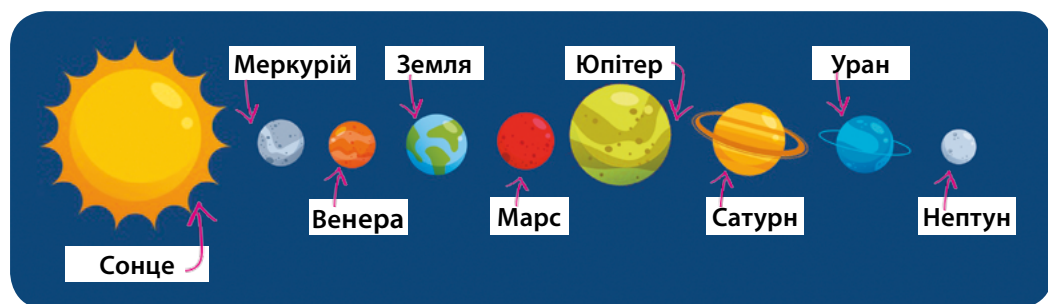 Меркурій
Земля
Юпітер
Уран
Венера
Марс
Сатурн
Нептун
Сонце